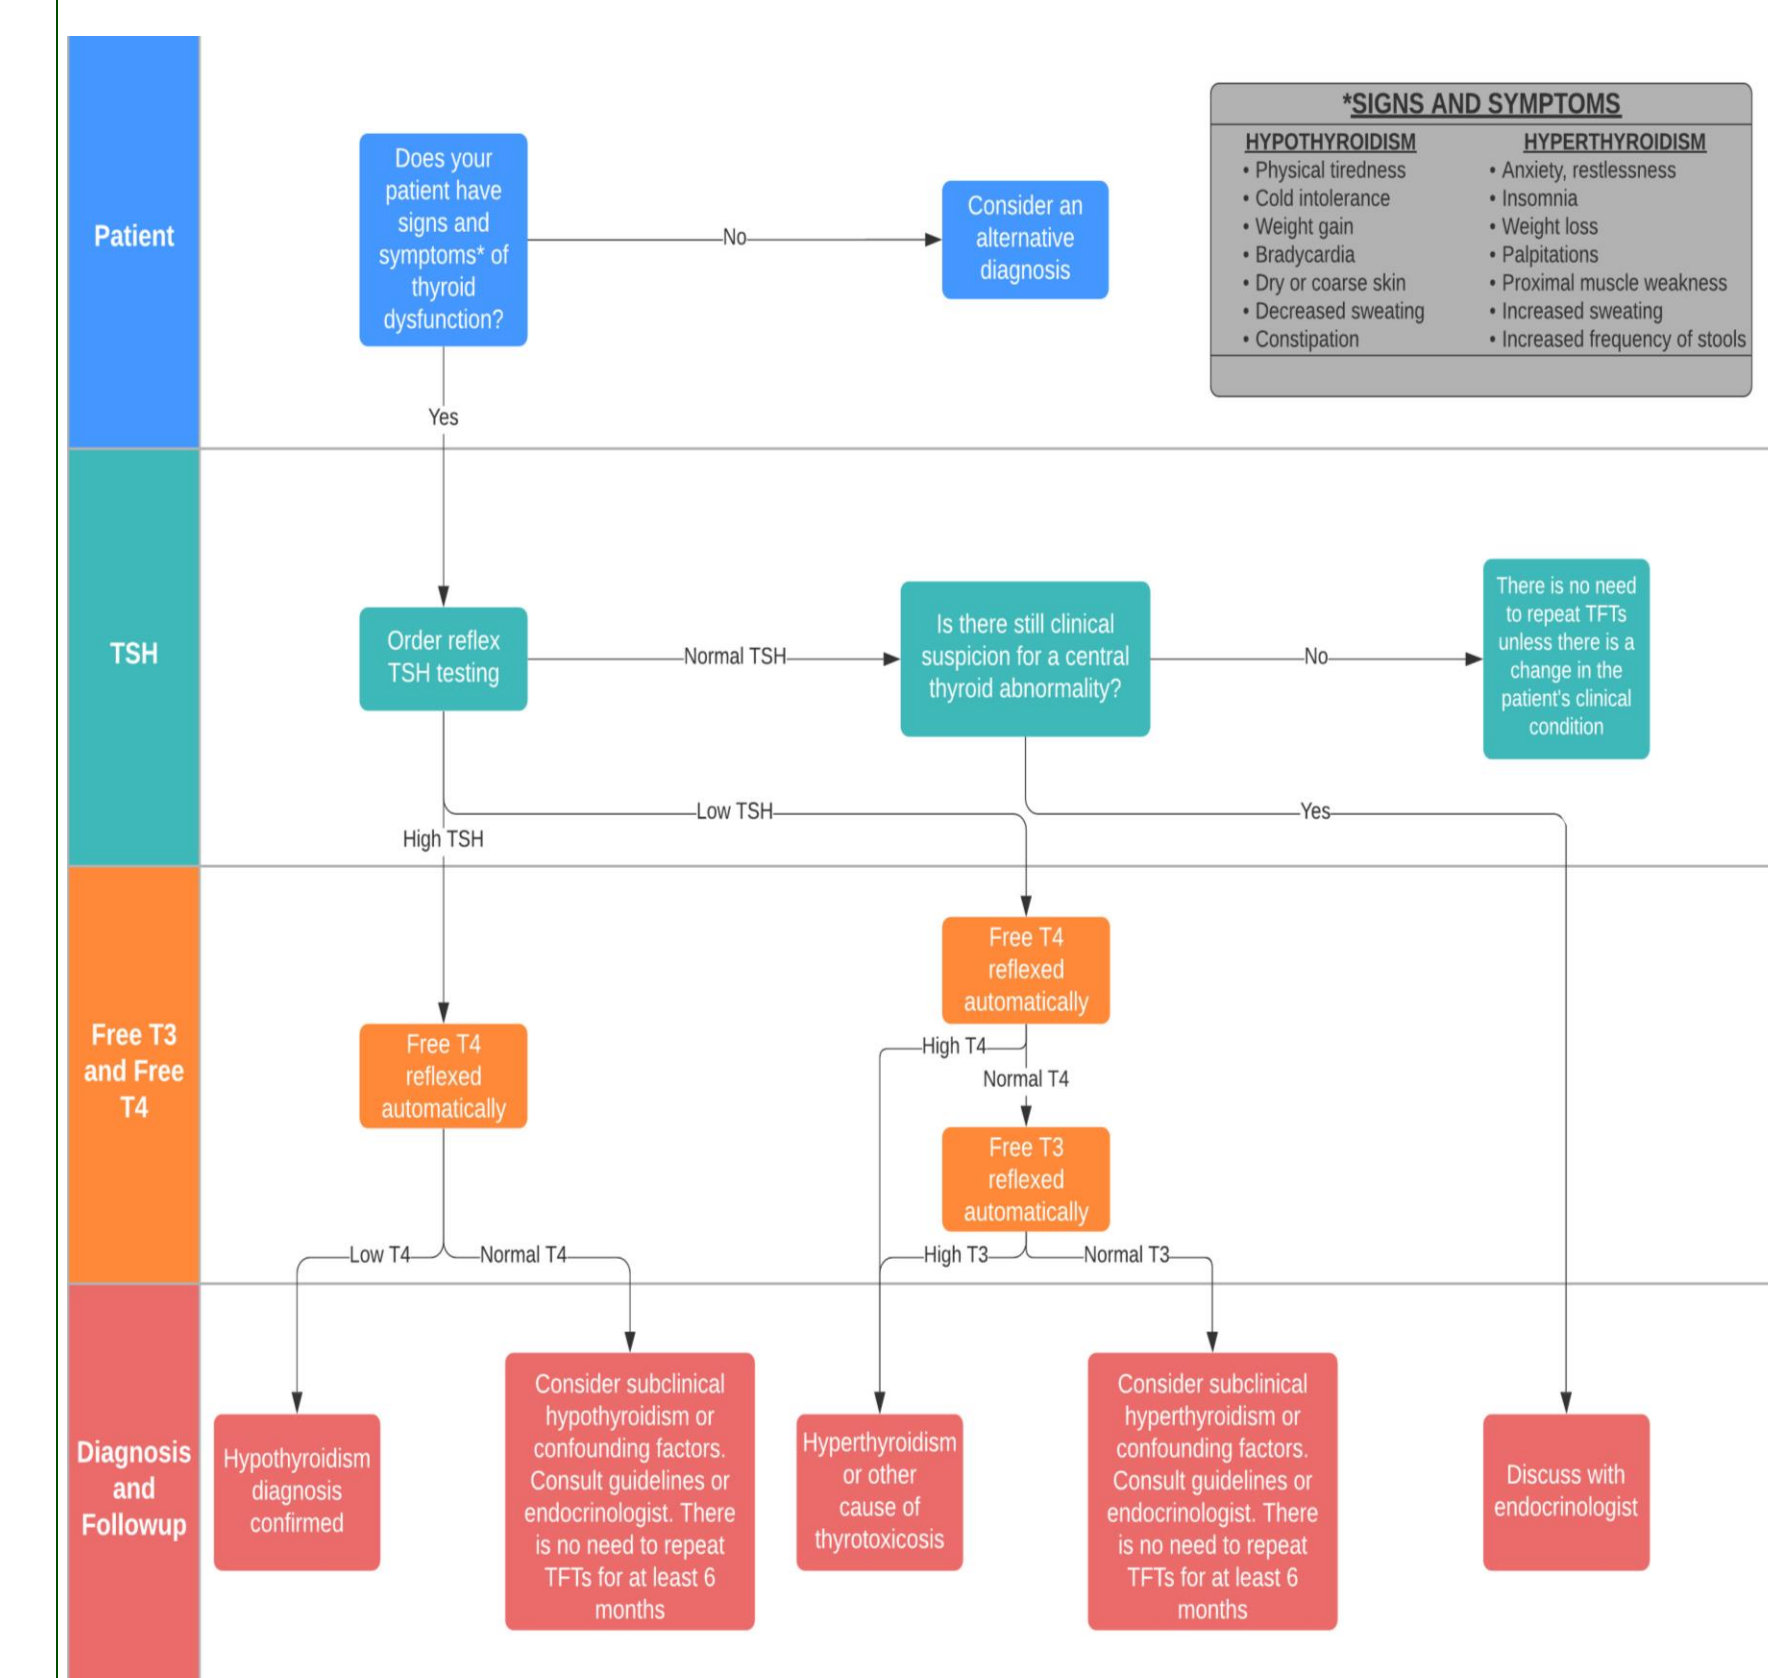 Patient
Does your
patient have
signs and
symptoms* of
thyroid
dysfunction?
No
Consider an
alternative
diagnosis
*SIGNS AND SYMPTOMS
HYPOTHYROIDISM
• Physical tiredness
• Cold intolerance
• Weight gain
• Bradycardia
• Dry or coarse skin
• Decreased sweating
• Constipation
HYPERTHYROIDISM
• Anxiety, restlessness
• Insomnia
• Weight loss
• Palpitations
• Proximal muscle weakness
• Increased sweating
• Increased frequency of stools
Yes
TSH
Order reflex
TSH testing
Normal TSH
Is there still clinical
suspicion for a central
thyroid abnormality?
No
There is no need
to repeat TFTs
unless there is a
change in the
patient's clinical
condition
Low TSH
Yes
High TSH
Free T3
and Free
T4
Free T4
reflexed
automatically
Free T4
reflexed
automatically
High T4
Normal T4
Free T3
reflexed
automatically
Low T4
Normal T4
High T3
Normal T3
Diagnosis
and
Followup
Hypothyroidism
diagnosis
confirmed
Consider subclinical
hypothyroidism or
confounding factors.
Consult guidelines or
endocrinologist. There
is no need to repeat
TFTs for at least 6
months
Hyperthyroidism
or other
cause of
thyrotoxicosis
Consider subclinical
hyperthyroidism or
confounding factors.
Consult guidelines or
endocrinologist. There
is no need to repeat
TFTs for at least 6
months
Discuss with
endocrinologist